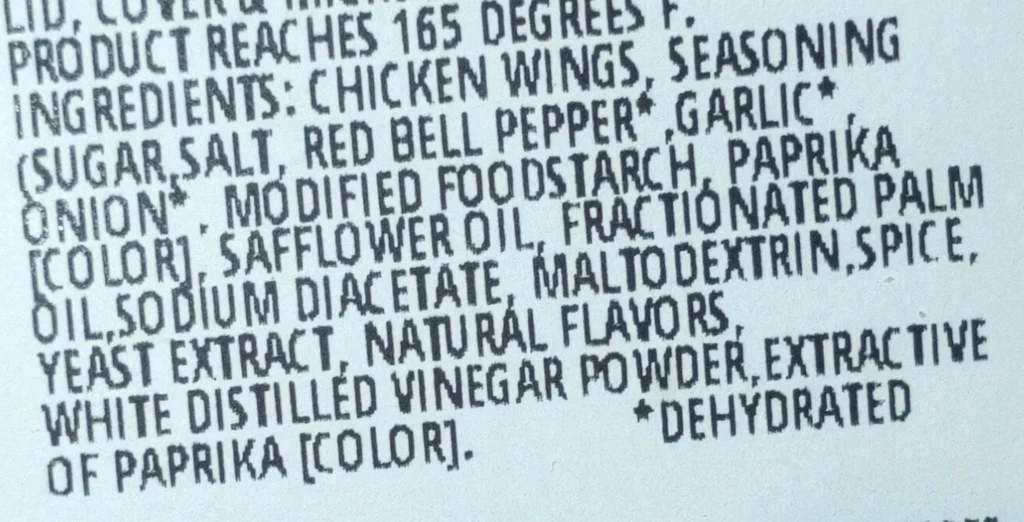 LID, COVER &
PRODUCT REACHES 165 DEGREES F.
INGREDIENTS: CHICKEN WINGS, SEASONING
(SUGAR,SALT, RED BELL PEPPER* ,GARLIC* ,
ONION* , MODIFIED FOODSTARCH, PAPRIKA
[COLOR], SAFFLOWER OIL, FRACTIONATED PALM
OIL,SODIUM DIACETATE, MALTODEXTRIN,SPICE,
YEAST EXTRACT, NATURAL FLAVORS,
WHITE DISTILLED VINEGAR POWDER,EXTRACTIVE
OF PAPRIKA [COLOR]. *DEHYDRATED